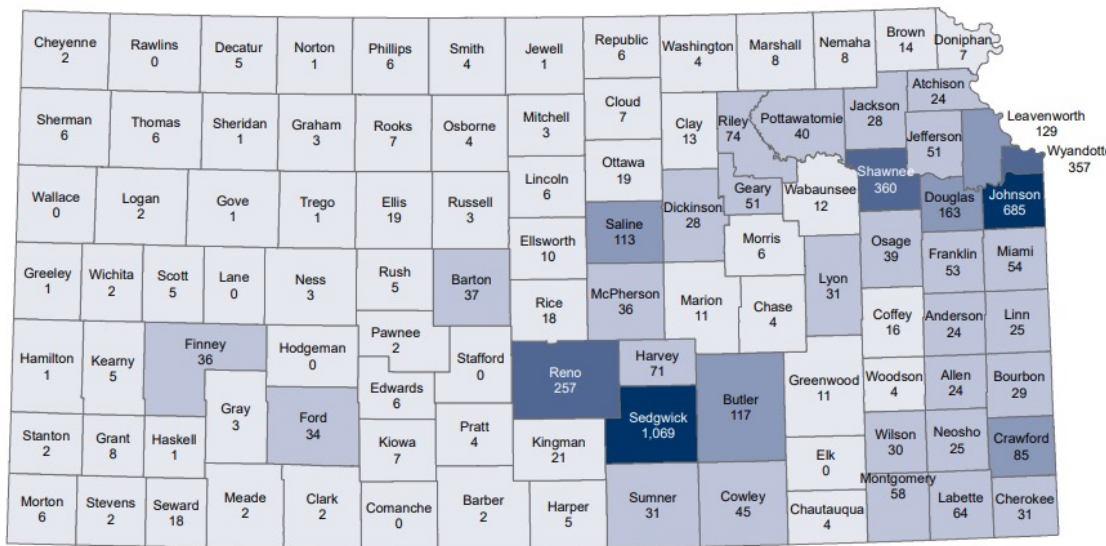 Cheyenne
2
Rawlins
0
Decatur
5
Norton
1
Phillips
6
Smith
4
Jewell
1
Republic
6
Washington
4
Marshall
8
Nemaha
8
Brown
14
Doniphan
7
Atchison
24
Sherman
6
Thomas
6
Sheridan
1
Graham
3
Rooks
7
Osborne
4
Mitchell
3
Cloud
7
Clay
13
Riley
74
Pottawatomie
40
Jackson
28
Jefferson
51
Leavenworth
129
Wyandotte
357
Wallace
0
Logan
2
Gove
1
Trego
1
Ellis
19
Russell
3
Lincoln
6
Ottawa
19
Saline
113
Dickinson
28
Geary
51
Wabaunsee
12
Shawnee
360
Douglas
163
Johnson
685
Greeley
1
Wichita
2
Scott
5
Lane
0
Ness
3
Rush
5
Barton
37
Ellsworth
10
Rice
18
McPherson
36
Marion
11
Morris
6
Chase
4
Lyon
31
Osage
39
Coffey
16
Franklin
53
Miami
54
Anderson
24
Linn
25
Hamilton
1
Kearny
5
Finney
36
Hodgeman
0
Pawnee
2
Edwards
6
Stafford
0
Reno
257
Harvey
71
Sedgwick
1,069
Butler
117
Greenwood
11
Woodson
4
Allen
24
Bourbon
29
Stanton
2
Grant
8
Haskell
1
Gray
3
Ford
34
Kiowa
7
Pratt
4
Kingman
21
Elk
0
Wilson
30
Neosho
25
Crawford
85
Morton
6
Stevens
2
Seward
18
Meade
2
Clark
2
Comanche
0
Barber
2
Harper
5
Sumner
31
Cowley
45
Chautauqua
4
Montgomery
58
Labette
64
Cherokee
31